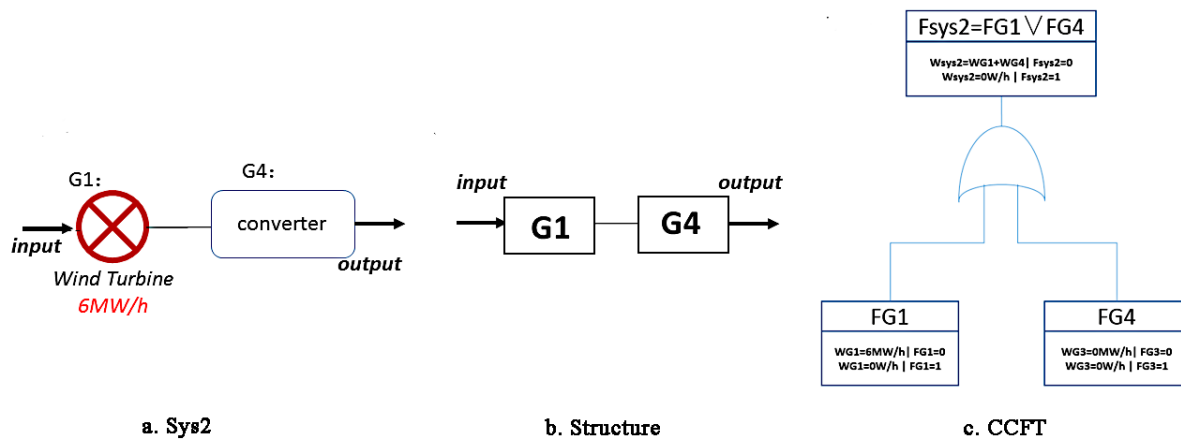 G1:
G4:
converter
input
output
Wind Turbine
6MW/h
a. Sys2
input
output
G1
G4
b. Structure
c.
Fsys2=FG1∨FG4
Wsys2=WG1+WG4| Fsys2=0
Wsys2=0W/h | Fsys2=1
FG1
WG1=6MW/h| FG1=0
WG1=0W/h | FG1=1
FG4
WG3=0MW/h| FG3=0
WG3=0W/h | FG3=1
c. CCFT